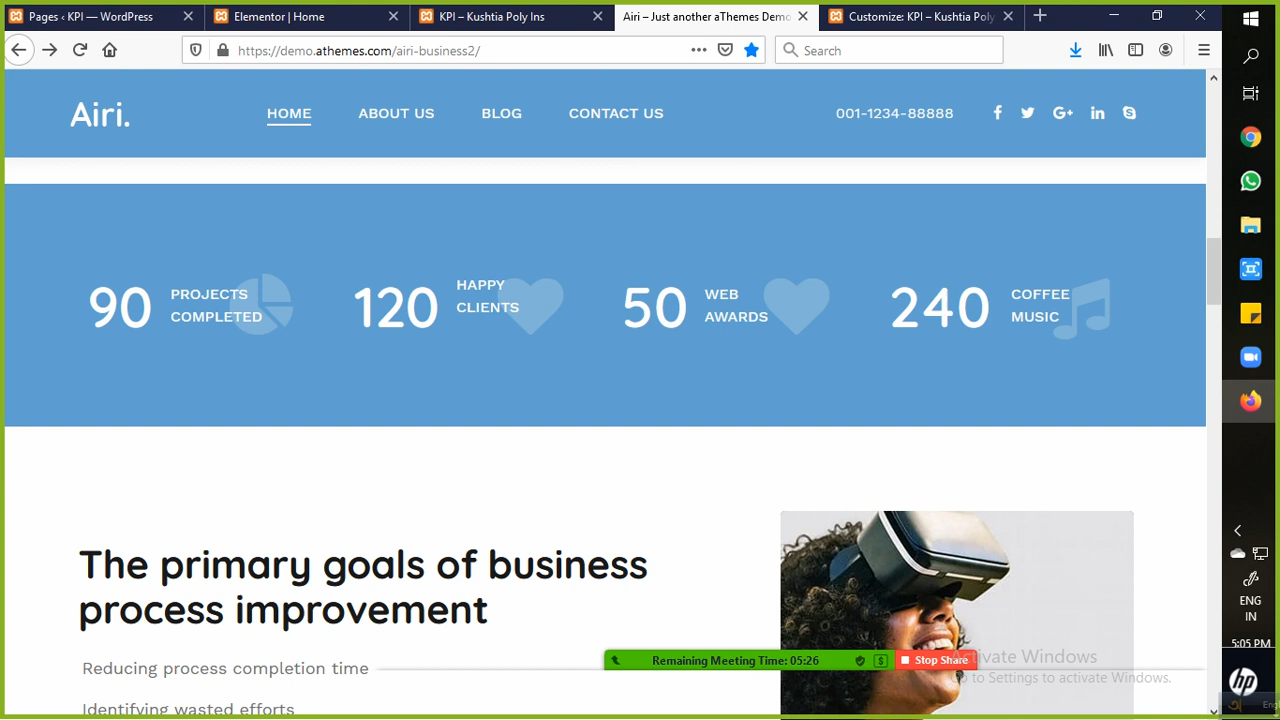 Pages ‹ KPI — WordPress
Elementor | Home
KPI – Kushtia Poly Ins
Airi – Just another aThemes Demo
Customize: KPI – Kushtia Poly
https://demo.athemes.com/airi-business2/
Search
Airi.
HOME
ABOUT US
BLOG
CONTACT US
001-1234-88888
90
PROJECTS
COMPLETED
120
HAPPY
CLIENTS
50
WEB
AWARDS
240
COFFEE
MUSIC
The primary goals of business
process improvement
Reducing process completion time
Identifying wasted efforts
Remaining Meeting Time: 05:26
Stop Share
Activate Windows
Go to Settings to activate Windows.
ENG
IN
5:05 PM
hp